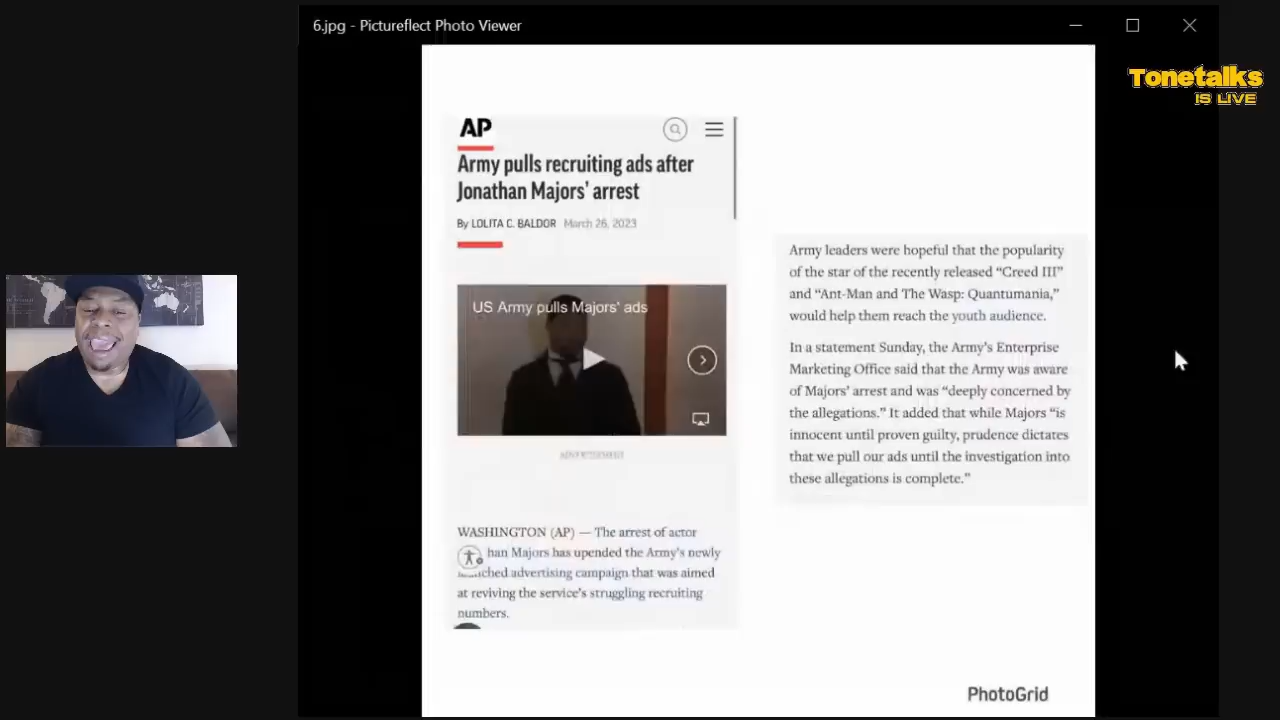 6.jpg - Pictureflect Photo Viewer
Tonetalks
IS LIVE
AP
Army pulls recruiting ads after
Jonathan Majors' arrest
By LOLITA C. BALDOR March 26, 2023
US Army pulls Majors' ads
ADVERTISEMENT
WASHINGTON (AP) — The arrest of actor
han Majors has upended the Army's newly
ched advertising campaign that was aimed
at reviving the service's struggling recruiting
numbers.
Army leaders were hopeful that the popularity
of the star of the recently released “Creed III”
and “Ant-Man and The Wasp: Quantumania,”
would help them reach the youth audience.
In a statement Sunday, the Army's Enterprise
Marketing Office said that the Army was aware
of Majors' arrest and was “deeply concerned by
the allegations.” It added that while Majors “is
innocent until proven guilty, prudence dictates
that we pull our ads until the investigation into
these allegations is complete.”
PhotoGrid